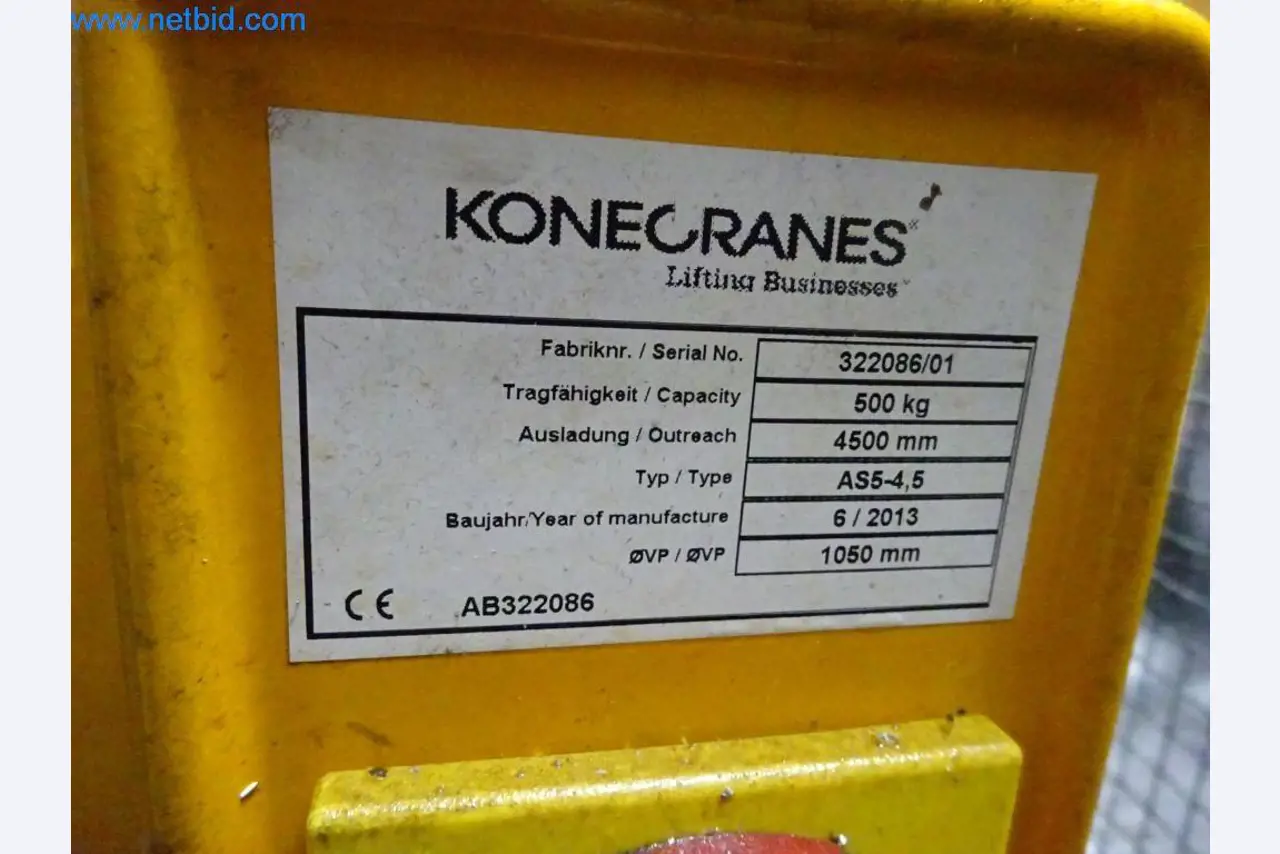 www.netbid.com
KONECRANES®
Lifting Businesses™
Fabriknr. / Serial No. 322086/01
Tragfähigkeit / Capacity 500 kg
Ausladung / Outreach 4500 mm
Typ / Type AS5-4,5
Baujahr/Year of manufacture 6 / 2013
ØVP / ØVP 1050 mm
CE AB322086